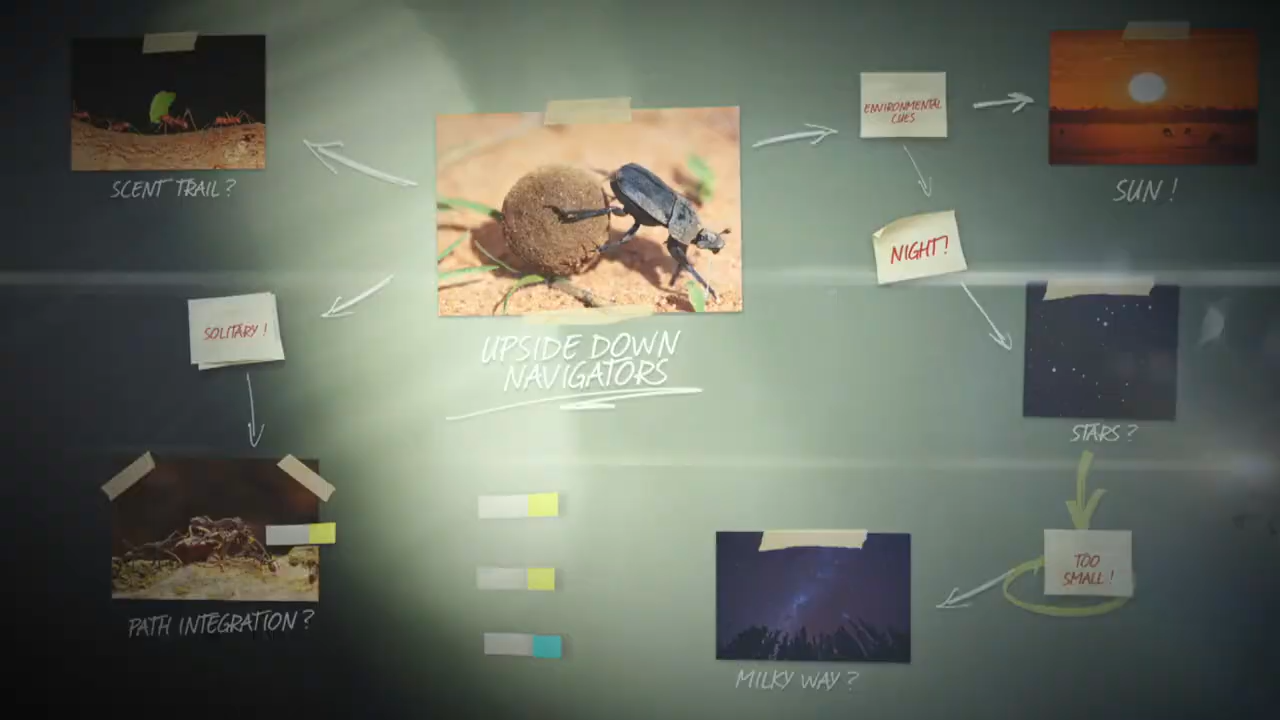 ENVIRONMENTAL
CUES
SCENT TRAIL?
SUN!
NIGHT?
SOLITARY!
UPSIDE DOWN
NAVIGATORS
STARS?
TOO
SMALL!
PATH INTEGRATION?
MILKY WAY?